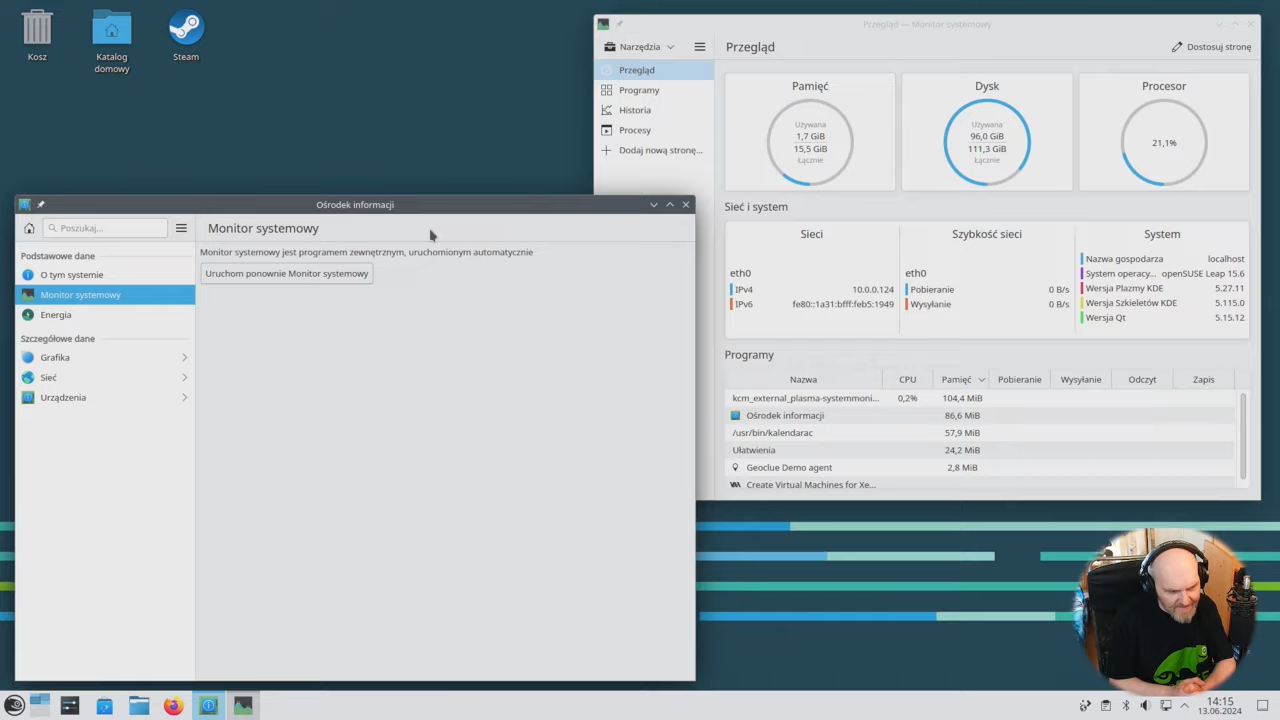 Kosz
Katalog
domowy
Steam
Przegląd — Monitor systemowy
Narzędzia
Przegląd
Dostosuj stronę
Przegląd
Programy
Historia
Procesy
Dodaj nową stronę...
Pamięć
Używana
1,7 GiB
15,5 GiB
Łącznie
Dysk
Używana
96,0 GiB
111,3 GiB
Łącznie
Procesor
21,1%
Sieć i system
Sieci
eth0
IPv4 10.0.0.124
IPv6 fe80::1a31:bfff:feb5:1949
Szybkość sieci
eth0
Pobieranie 0 B/s
Wysyłanie 0 B/s
System
Nazwa gospodarza localhost
System operacy... openSUSE Leap 15.6
Wersja Plazmy KDE 5.27.11
Wersja Szkieletów KDE 5.115.0
Wersja Qt 5.15.12
Programy
Nazwa CPU Pamięć Pobieranie Wysyłanie Odczyt Zapis
kcm_external_plasma-systemmoni... 0,2% 104,4 MiB
Ośrodek informacji 86,6 MiB
/usr/bin/kalendarac 57,9 MiB
Ułatwienia 24,2 MiB
Geoclue Demo agent 2,8 MiB
Create Virtual Machines for Xe...
Ośrodek informacji
Poszukaj...
Monitor systemowy
Podstawowe dane
O tym systemie
Monitor systemowy
Energia
Szczegółowe dane
Grafika
Sieć
Urządzenia
Monitor systemowy jest programem zewnętrznym, uruchomionym automatycznie
Uruchom ponownie Monitor systemowy
14:15
13.06.2024